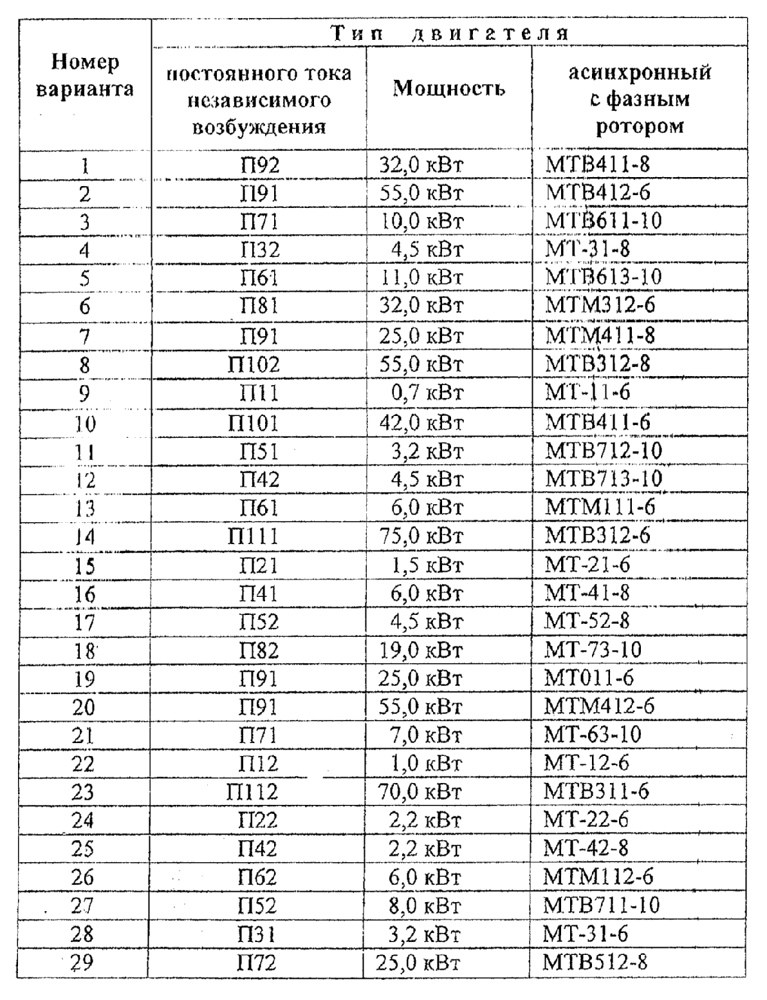 Тип двигателя
Номер варианта
постоянного тока независимого возбуждения
Мощность
асинхронный с фазным ротором
1 П92 32,0 кВт МТВ411-8
2 П91 55,0 кВт МТВ412-6
3 П71 10,0 кВт МТВ611-10
4 П32 4,5 кВт МТ-31-8
5 П61 11,0 кВт МТВ613-10
6 П81 32,0 кВт МТМ312-6
7 П91 25,0 кВт МТМ411-8
8 П102 55,0 кВт МТВ312-8
9 П11 0,7 кВт МТ-11-6
10 П101 42,0 кВт МТВ411-6
11 П51 3,2 кВт МТВ712-10
12 П42 4,5 кВт МТВ713-10
13 П61 6,0 кВт МТМ111-6
14 П111 75,0 кВт МТВ312-6
15 П21 1,5 кВт МТ-21-6
16 П41 6,0 кВт МТ-41-8
17 П52 4,5 кВт МТ-52-8
18 П82 19,0 кВт МТ-73-10
19 П91 25,0 кВт МТ011-6
20 П91 55,0 кВт МТМ412-6
21 П71 7,0 кВт МТ-63-10
22 П12 1,0 кВт МТ-12-6
23 П112 70,0 кВт МТВ311-6
24 П22 2,2 кВт МТ-22-6
25 П42 2,2 кВт МТ-42-8
26 П62 6,0 кВт МТМ112-6
27 П52 8,0 кВт МТВ711-10
28 П31 3,2 кВт МТ-31-6
29 П72 25,0 кВт МТВ512-8